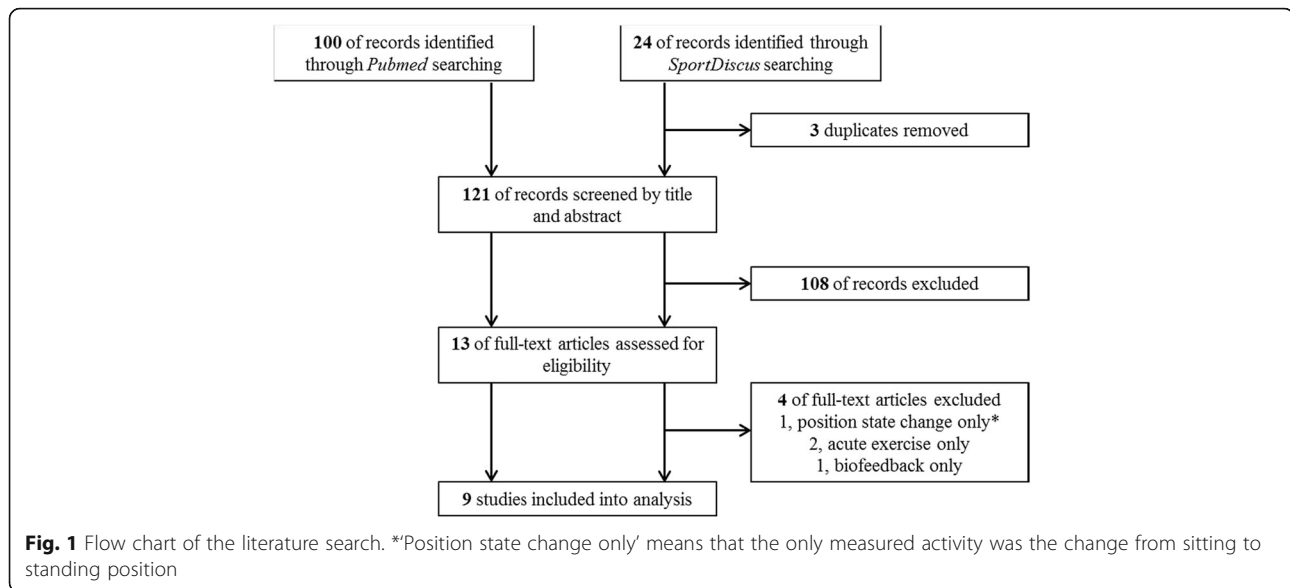 100 of records identified
through Pubmed searching
24 of records identified through
SportDiscus searching
3 duplicates removed
121 of records screened by title
and abstract
108 of records excluded
13 of full-text articles assessed for
eligibility
4 of full-text articles excluded
1, position state change only*
2, acute exercise only
1, biofeedback only
9 studies included into analysis
Fig. 1 Flow chart of the literature search. *‘Position state change only’ means that the only measured activity was the change from sitting to
standing position